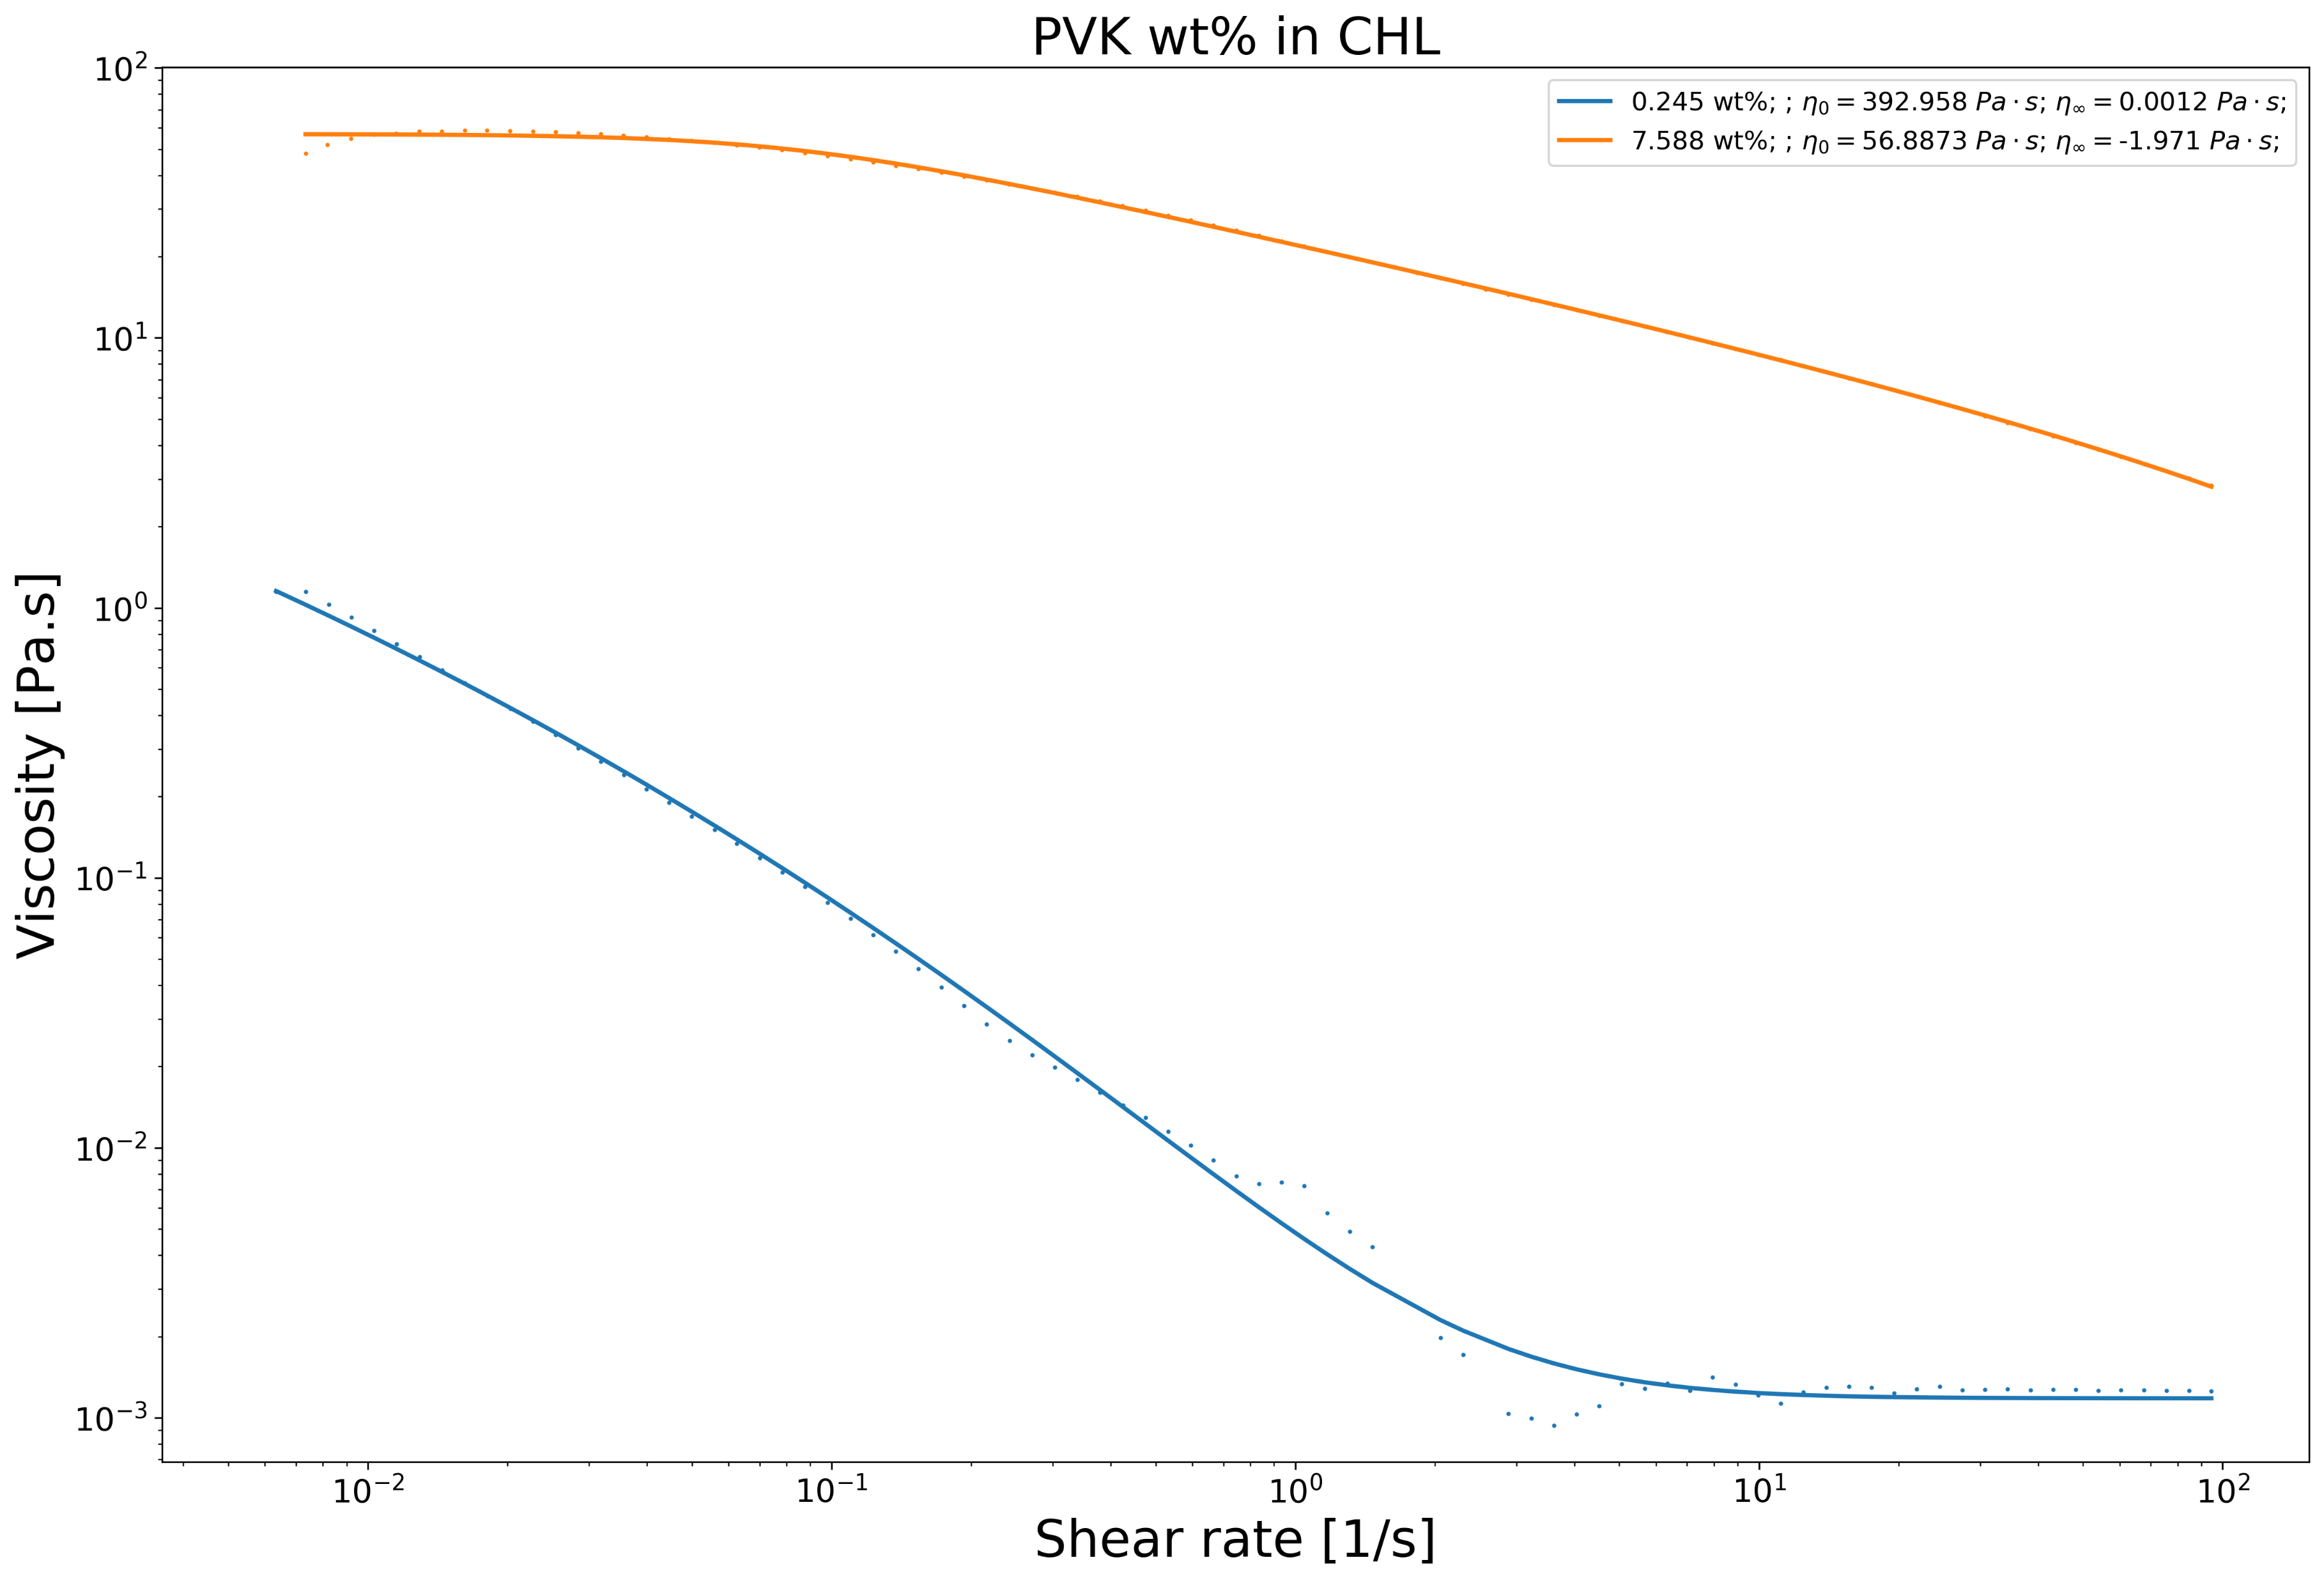 PVK wt% in CHL
0.245 wt%; ; η₀ = 392.958 Pa · s; η∞ = 0.0012 Pa · s;
7.588 wt%; ; η₀ = 56.8873 Pa · s; η∞ = -1.971 Pa · s;
Viscosity [Pa.s]
10²
10¹
10⁰
10⁻¹
10⁻²
10⁻³
10⁻² 10⁻¹ 10⁰ 10¹ 10²
Shear rate [1/s]